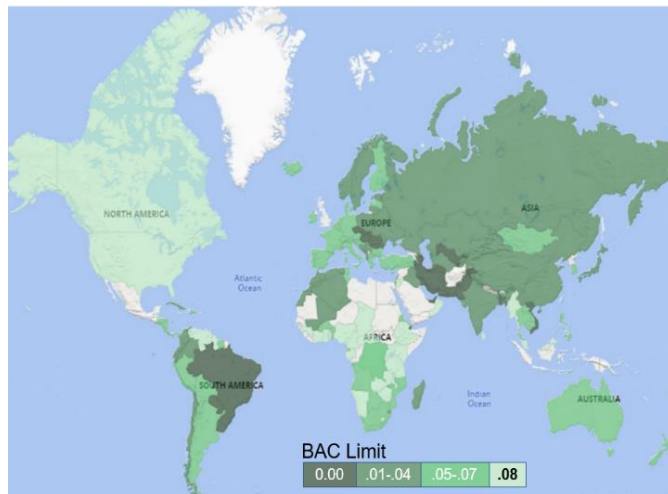 NORTH AMERICA
ASIA
EUROPE
Atlantic
Ocean
AFRICA
SOUTH AMERICA
Indian
Ocean
AUSTRALIA
BAC Limit
0.00 .01-.04 .05-.07 .08